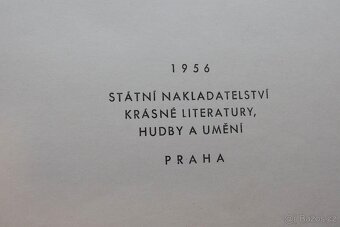 1956
STÁTNÍ NAKLADATELSTVÍ
KRÁSNÉ LITERATURY,
HUDBY A UMĚNÍ
PRAHA